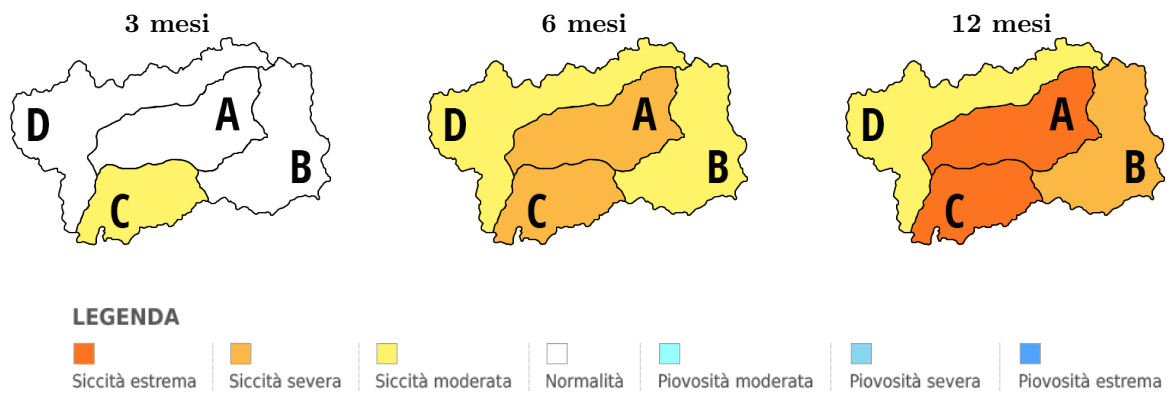 3 mesi 6 mesi 12 mesi
A A A
D D D
B B B
C C C
LEGENDA
Siccità estrema Siccità severa Siccità moderata Normalità Piovosità moderata Piovosità severa Piovosità estrema